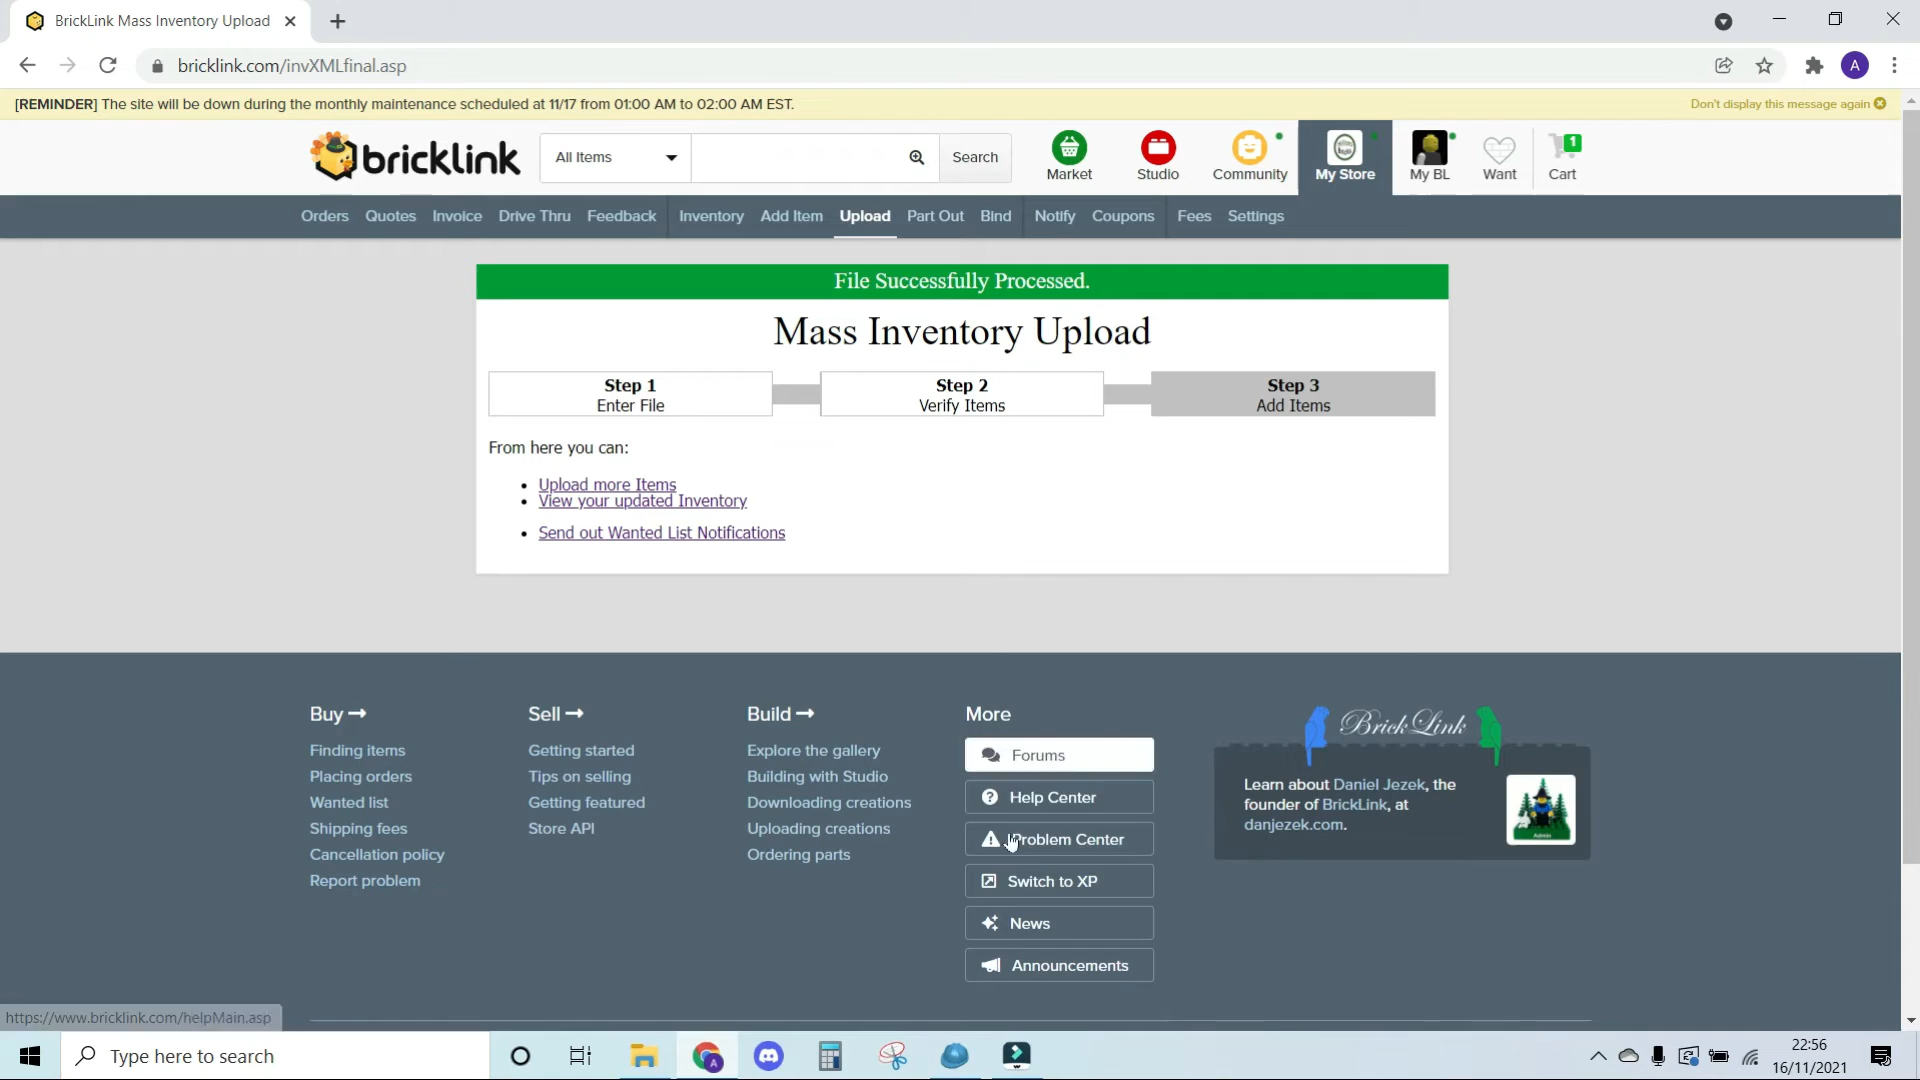 BrickLink Mass Inventory Upload
bricklink.com/invXMLfinal.asp
A
[REMINDER] The site will be down during the monthly maintenance scheduled at 11/17 from 01:00 AM to 02:00 AM EST.
Don't display this message again
bricklink
All Items
Search
Market
Studio
Community
My Store
My BL
Want
1
Cart
Orders Quotes Invoice Drive Thru Feedback Inventory Add Item Upload Part Out Bind Notify Coupons Fees Settings
File Successfully Processed.
Mass Inventory Upload
Step 1
Enter File
Step 2
Verify Items
Step 3
Add Items
From here you can:
• Upload more Items
• View your updated Inventory
• Send out Wanted List Notifications
Buy
Finding items
Placing orders
Wanted list
Shipping fees
Cancellation policy
Report problem
Sell
Getting started
Tips on selling
Getting featured
Store API
Build
Explore the gallery
Building with Studio
Downloading creations
Uploading creations
Ordering parts
More
Forums
Help Center
Problem Center
Switch to XP
News
Announcements
BrickLink
Learn about Daniel Jezek, the
founder of BrickLink, at
danjezek.com.
Admin
https://www.bricklink.com/helpMain.asp
Type here to search
22:56
16/11/2021